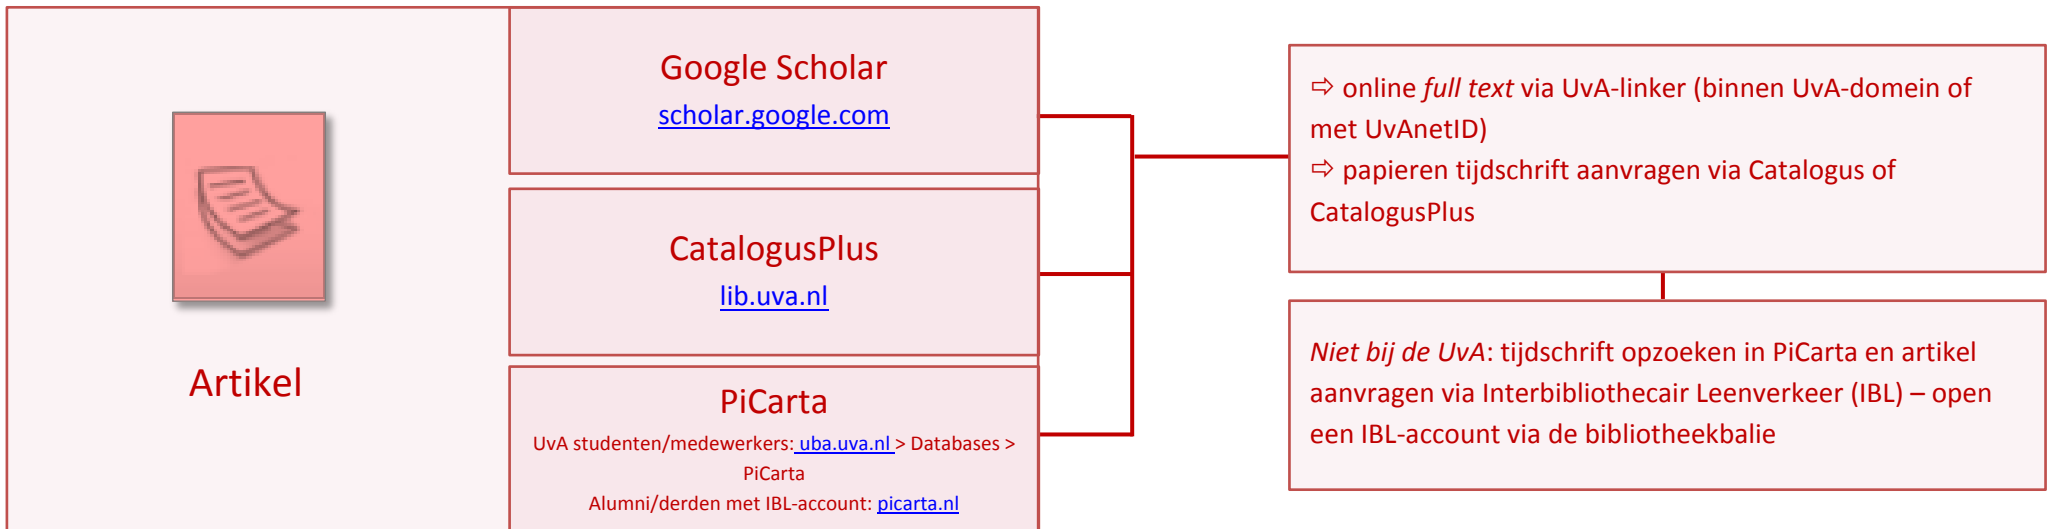 Artikel
Google Scholar
scholar.google.com
CatalogusPlus
lib.uva.nl
PiCarta
UvA studenten/medewerkers: uba.uva.nl > Databases >
PiCarta
Alumni/derden met IBL-account: picarta.nl
⇨ online full text via UvA-linker (binnen UvA-domein of
met UvAnetID)
⇨ papieren tijdschrift aanvragen via Catalogus of
CatalogusPlus
Niet bij de UvA: tijdschrift opzoeken in PiCarta en artikel
aanvragen via Interbibliothecair Leenverkeer (IBL) – open
een IBL-account via de bibliotheekbalie